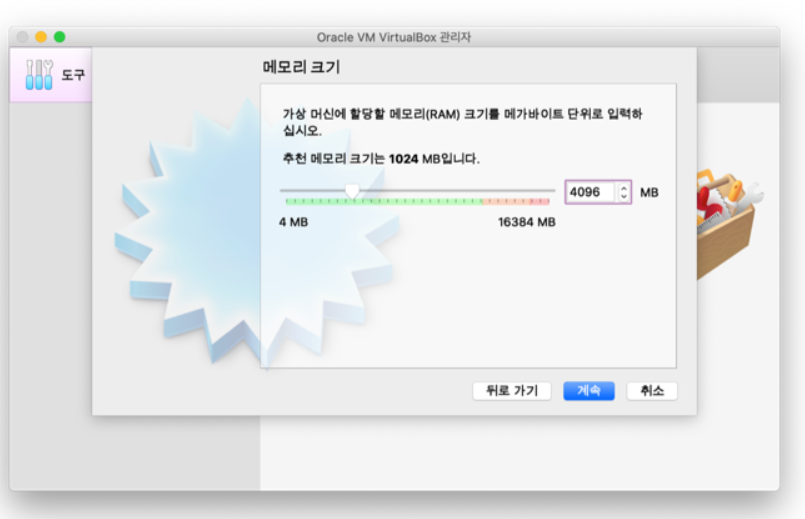 Oracle VM VirtualBox 관리자
도구
메모리 크기
가상 머신에 할당할 메모리(RAM) 크기를 메가바이트 단위로 입력하
십시오.
추천 메모리 크기는 1024 MB입니다.
4096 MB
4 MB 16384 MB
뒤로 가기 계속 취소